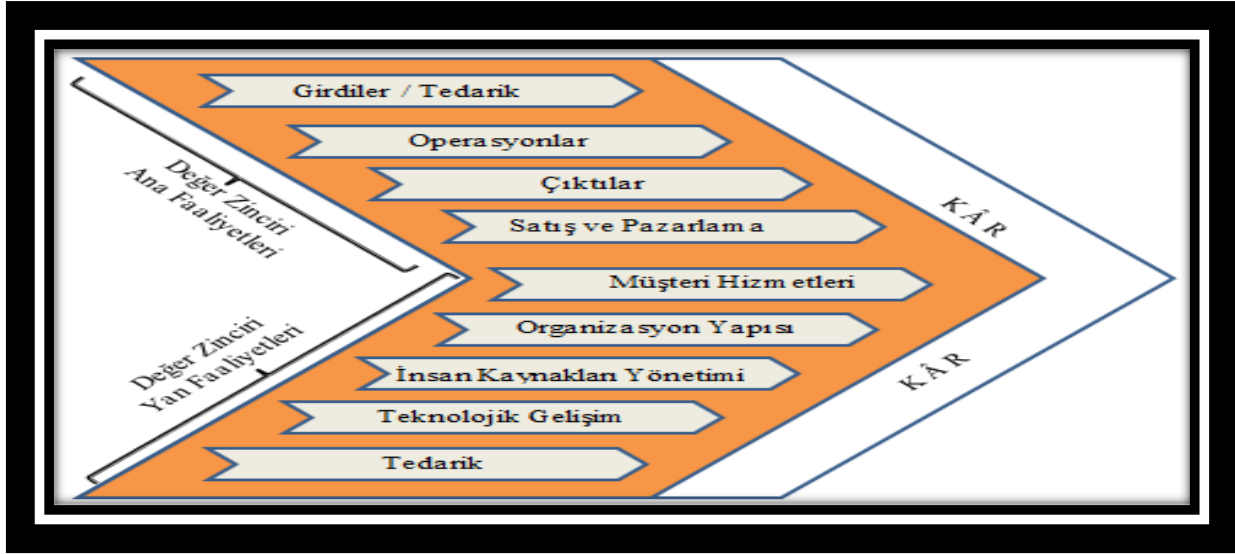 Girdiler / Tedarik
Operasyonlar
Çıktılar
Satış ve Pazarlama
Müşteri Hizmetleri
Organizasyon Yapısı
İnsan Kaynakları Yönetimi
Teknolojik Gelişim
Tedarik
Değer Zinciri
Ana Faaliyetleri
Değer Zinciri
Yan Faaliyetleri
KÂR
KÂR